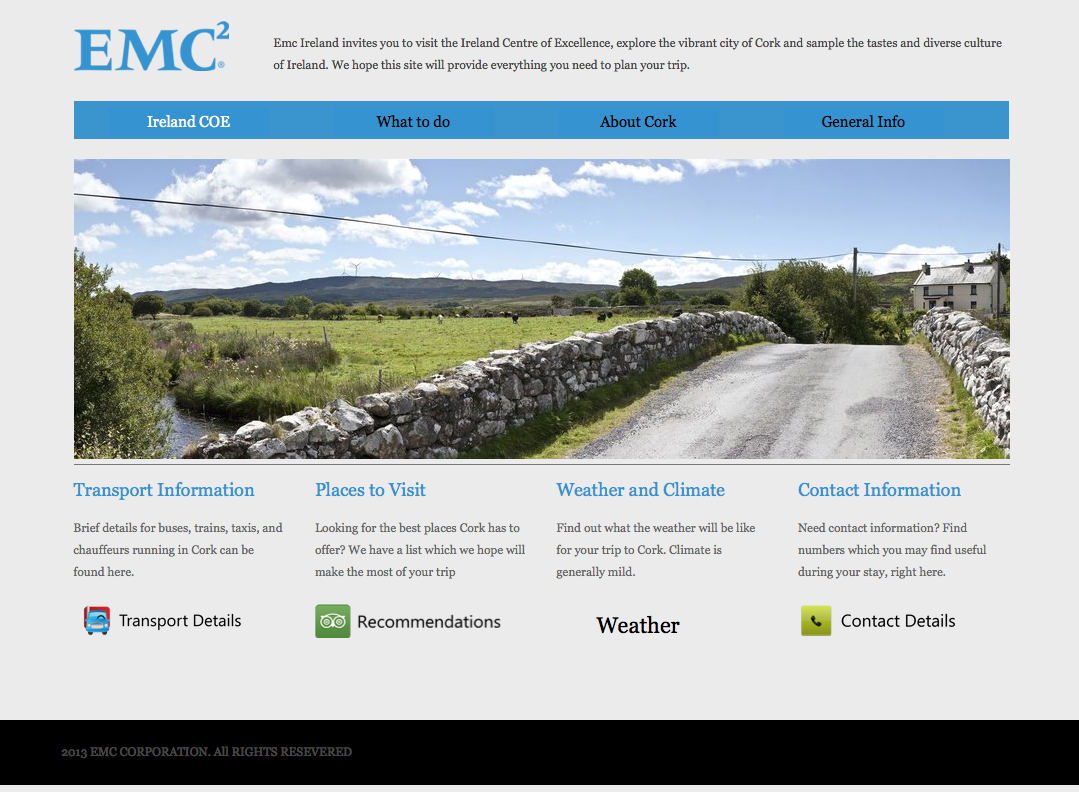 EMC²®
Emc Ireland invites you to visit the Ireland Centre of Excellence, explore the vibrant city of Cork and sample the tastes and diverse culture
of Ireland. We hope this site will provide everything you need to plan your trip.
Ireland COE What to do About Cork General Info
Transport Information
Brief details for buses, trains, taxis, and
chauffeurs running in Cork can be
found here.
Transport Details
Places to Visit
Looking for the best places Cork has to
offer? We have a list which we hope will
make the most of your trip
Recommendations
Weather and Climate
Find out what the weather will be like
for your trip to Cork. Climate is
generally mild.
Weather
Contact Information
Need contact information? Find
numbers which you may find useful
during your stay, right here.
Contact Details
2013 EMC CORPORATION. All RIGHTS RESEVERED